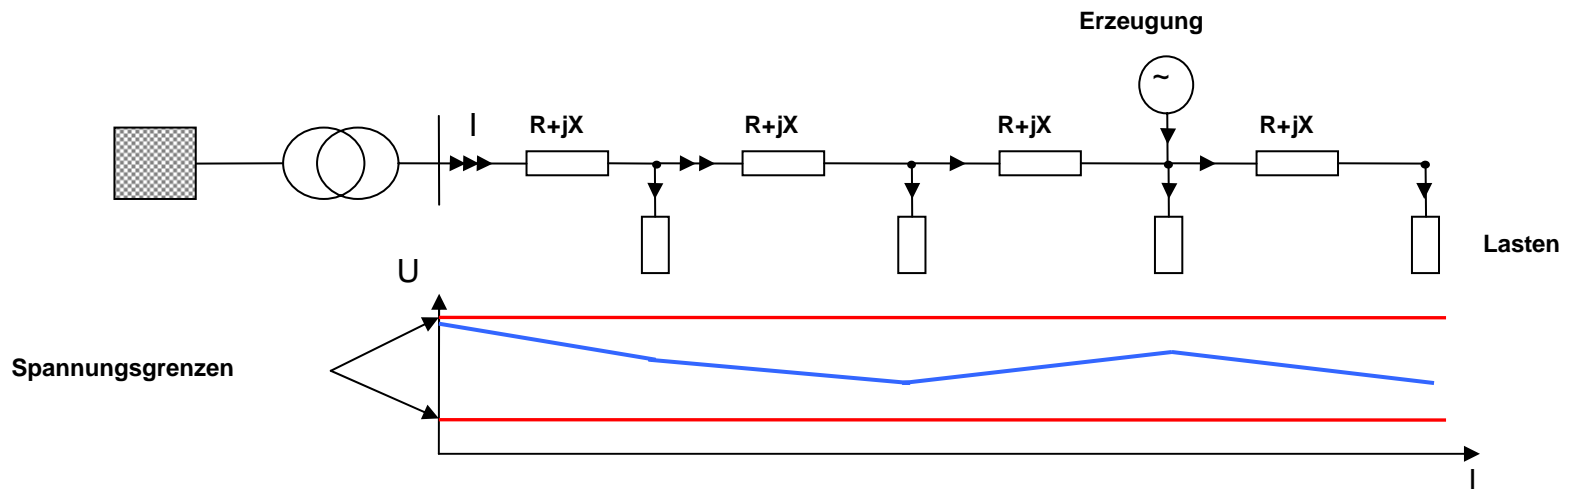 Erzeugung
~
I
R+jX
R+jX
R+jX
R+jX
Lasten
U
Spannungsgrenzen
l